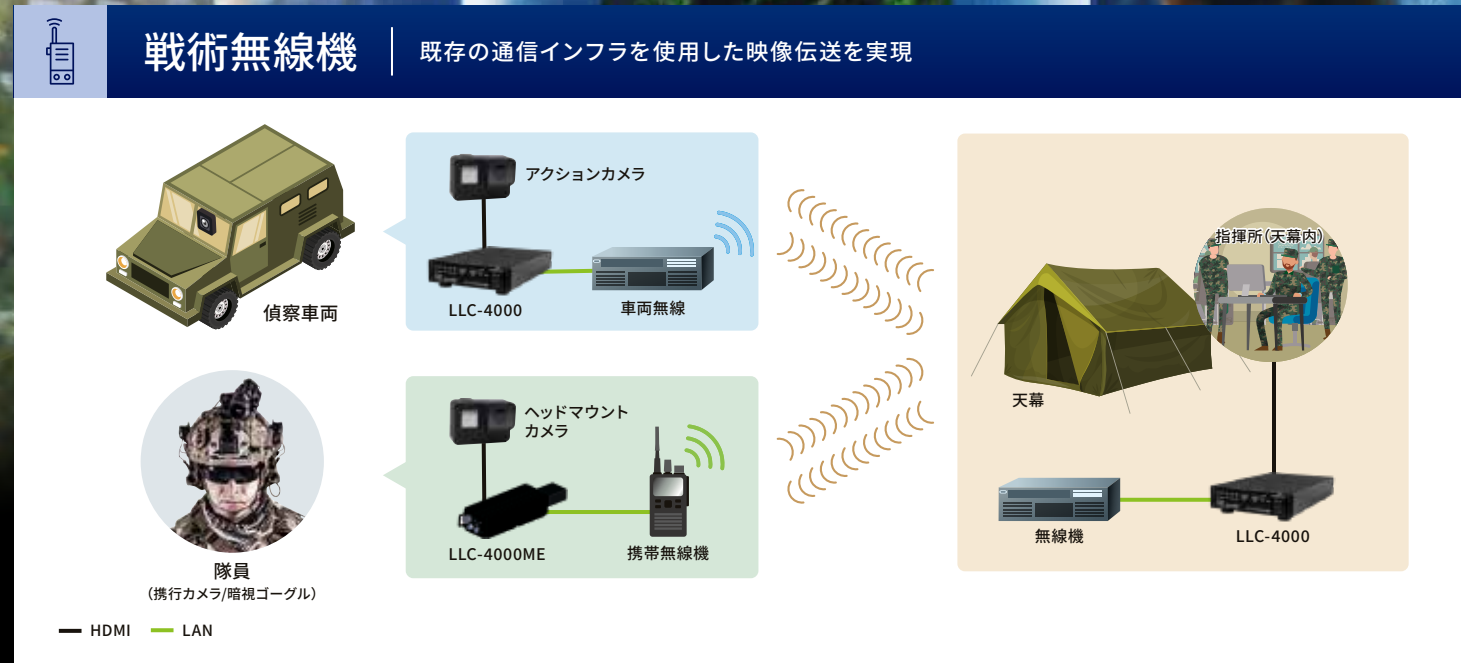 戦術無線機
既存の通信インフラを使用した映像伝送を実現
アクションカメラ
LLC-4000
車両無線
偵察車両
ヘッドマウント
カメラ
LLC-4000ME
携帯無線機
隊員
（携行カメラ/暗視ゴーグル）
指揮所（天幕内）
天幕
無線機
LLC-4000
HDMI
LAN